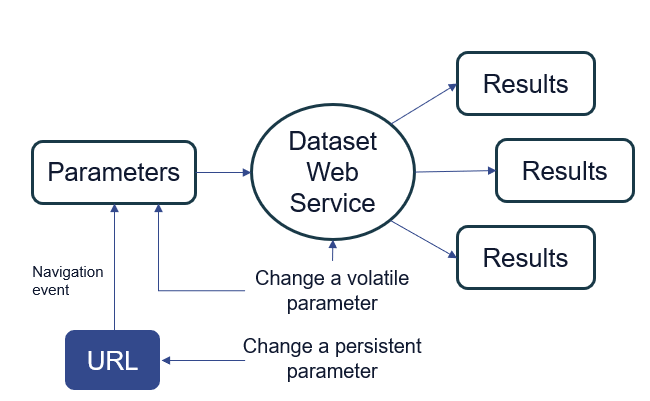 Results
Dataset
Web
Service
Parameters
Results
Results
Navigation
event
Change a volatile
parameter
URL
Change a persistent
parameter